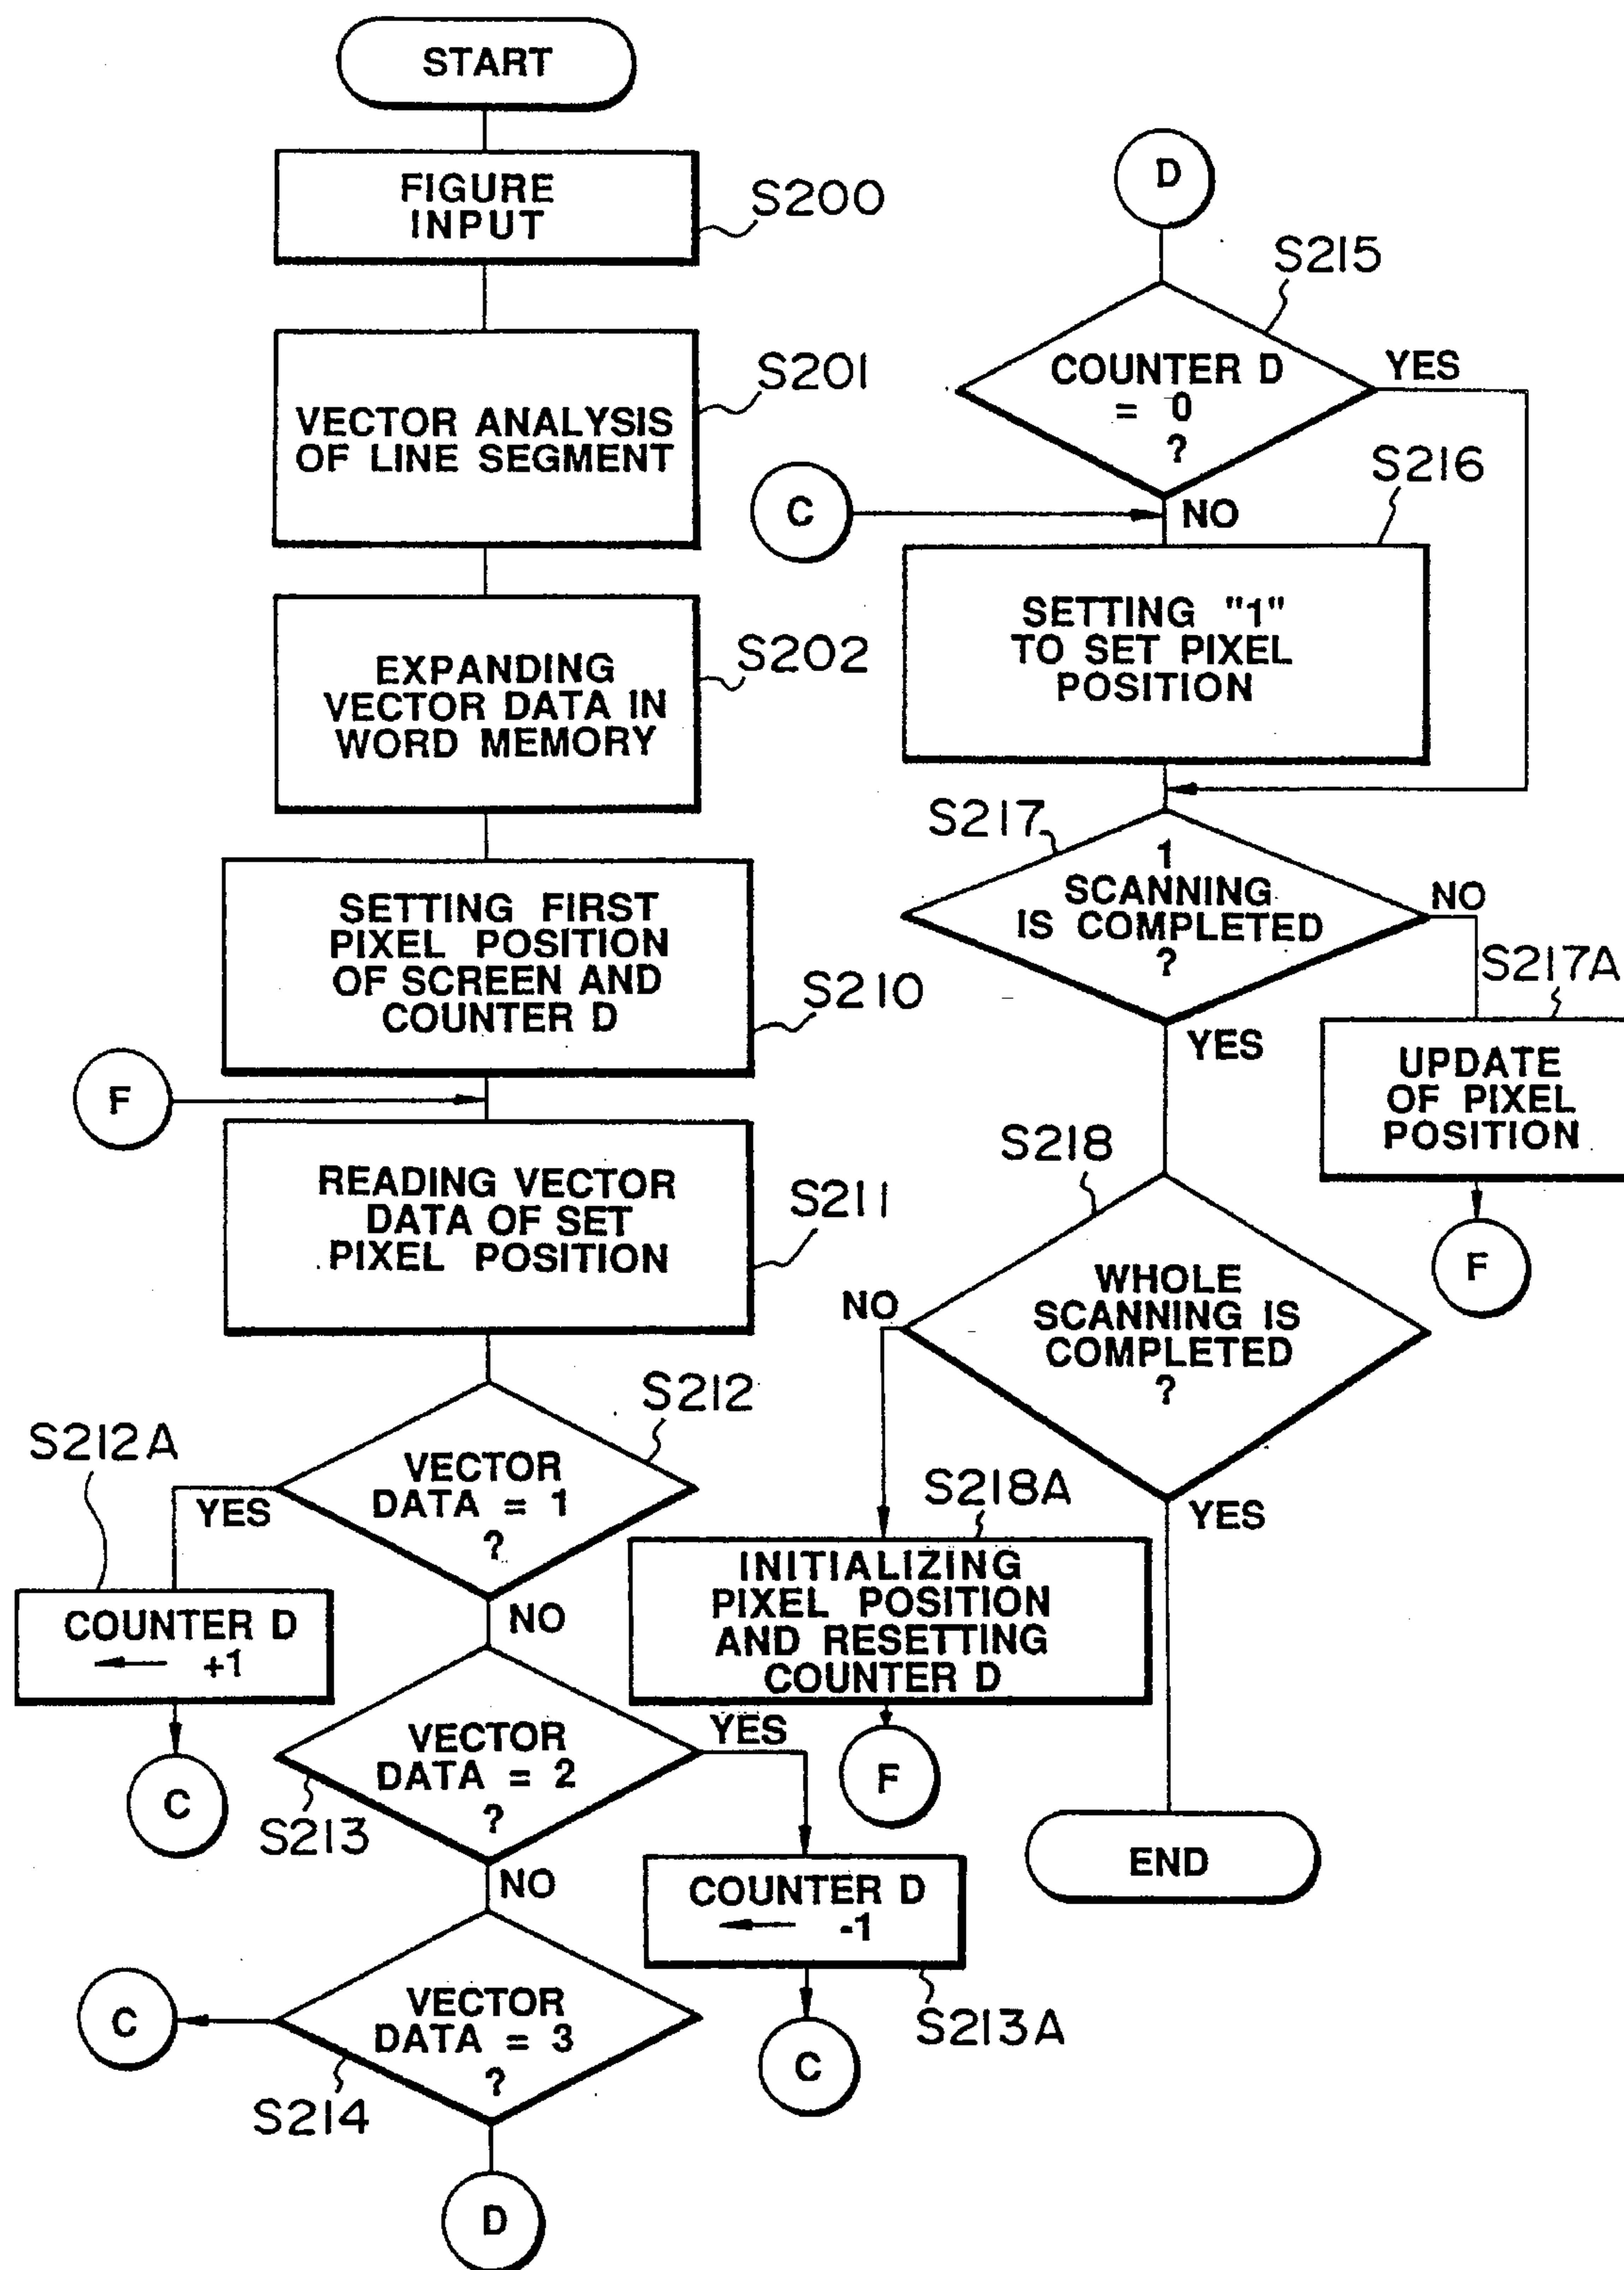 START
FIGURE
INPUT
S200
VECTOR ANALYSIS
OF LINE SEGMENT
S201
EXPANDING
VECTOR DATA IN
WORD MEMORY
S202
SETTING FIRST
PIXEL POSITION
OF SCREEN AND
COUNTER D
S210
F
READING VECTOR
DATA OF SET
PIXEL POSITION
S211
S212
VECTOR
DATA = 1
?
YES
NO
S212A
COUNTER D
← +1
C
VECTOR
DATA = 2
?
S213
YES
NO
COUNTER D
← -1
S213A
C
VECTOR
DATA = 3
?
S214
C
D
D
S215
COUNTER D
= 0
?
YES
NO
C
S216
SETTING "1"
TO SET PIXEL
POSITION
S217
1
SCANNING
IS COMPLETED
?
NO
YES
S217A
UPDATE
OF PIXEL
POSITION
F
S218
WHOLE
SCANNING IS
COMPLETED
?
NO
YES
S218A
INITIALIZING
PIXEL POSITION
AND RESETTING
COUNTER D
F
END